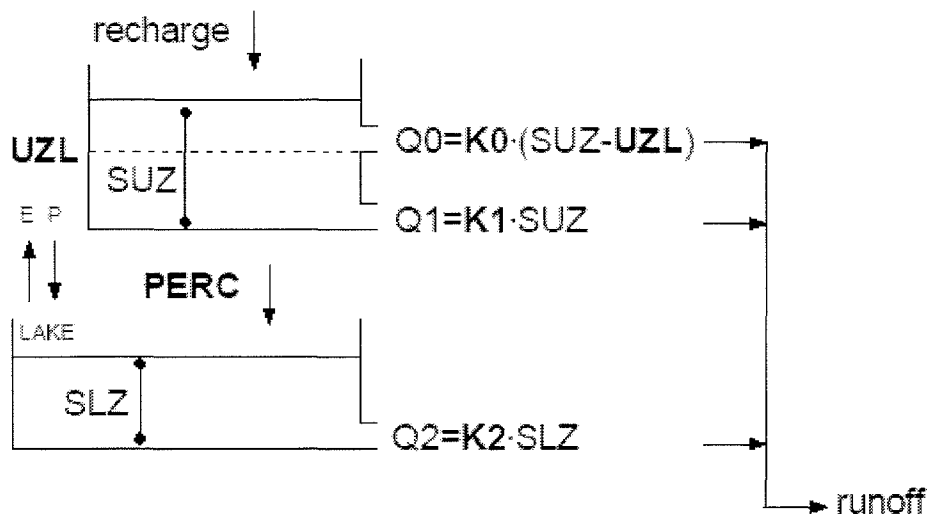 recharge
Q0=K0·(SUZ-UZL)
UZL
SUZ
E P
Q1=K1·SUZ
PERC
LAKE
SLZ
Q2=K2·SLZ
runoff